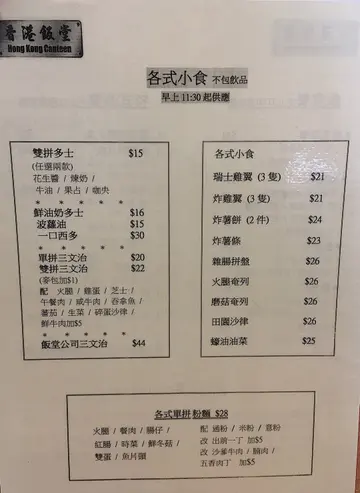 香港飯堂
Hong Kong Canteen
各式小食 不包飲品
早上 11:30 起供應
雙拼多士 $15
(任選兩款)
花生醬 / 煉奶 /
牛油 / 果占 / 咖央
* * * * *
鮮油奶多士 $16
波蘿油 $15
一口西多 $30
* * * * *
單拼三文治 $20
雙拼三文治 $22
(麥包加$1)
配 火腿 / 雞蛋 / 芝士 /
午餐肉 / 咸牛肉 / 吞拿魚 /
蕃茄 / 生菜 / 碎蛋沙律 /
鮮牛肉加$5
* * * * *
飯堂公司三文治 $44
各式小食
瑞士雞翼 (3 隻) $21
炸雞翼 (3 隻) $21
炸薯餅 (2 件) $24
炸薯條 $23
雜腸拼盤 $26
火腿奄列 $26
磨菇奄列 $26
田園沙律 $26
蠔油油菜 $25
各式單拼粉麵 $28
火腿 / 餐肉 / 腸仔 /
紅腸 / 時菜 / 鮮冬菇 /
雙蛋 / 魚片頭
配 通粉 / 米粉 / 意粉
改 出前一丁 加$5
改 沙爹牛肉 / 腩肉 /
五香肉丁 加$5